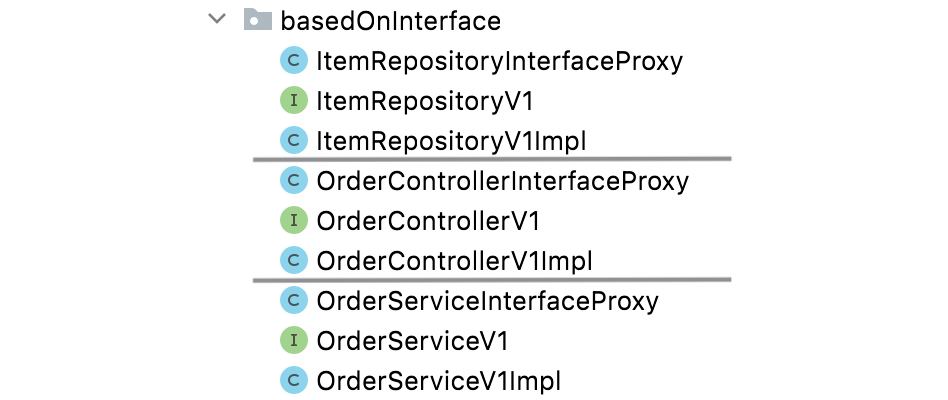 basedOnInterface
C ItemRepositoryInterfaceProxy
I ItemRepositoryV1
C ItemRepositoryV1Impl
C OrderControllerInterfaceProxy
I OrderControllerV1
C OrderControllerV1Impl
C OrderServiceInterfaceProxy
I OrderServiceV1
C OrderServiceV1Impl